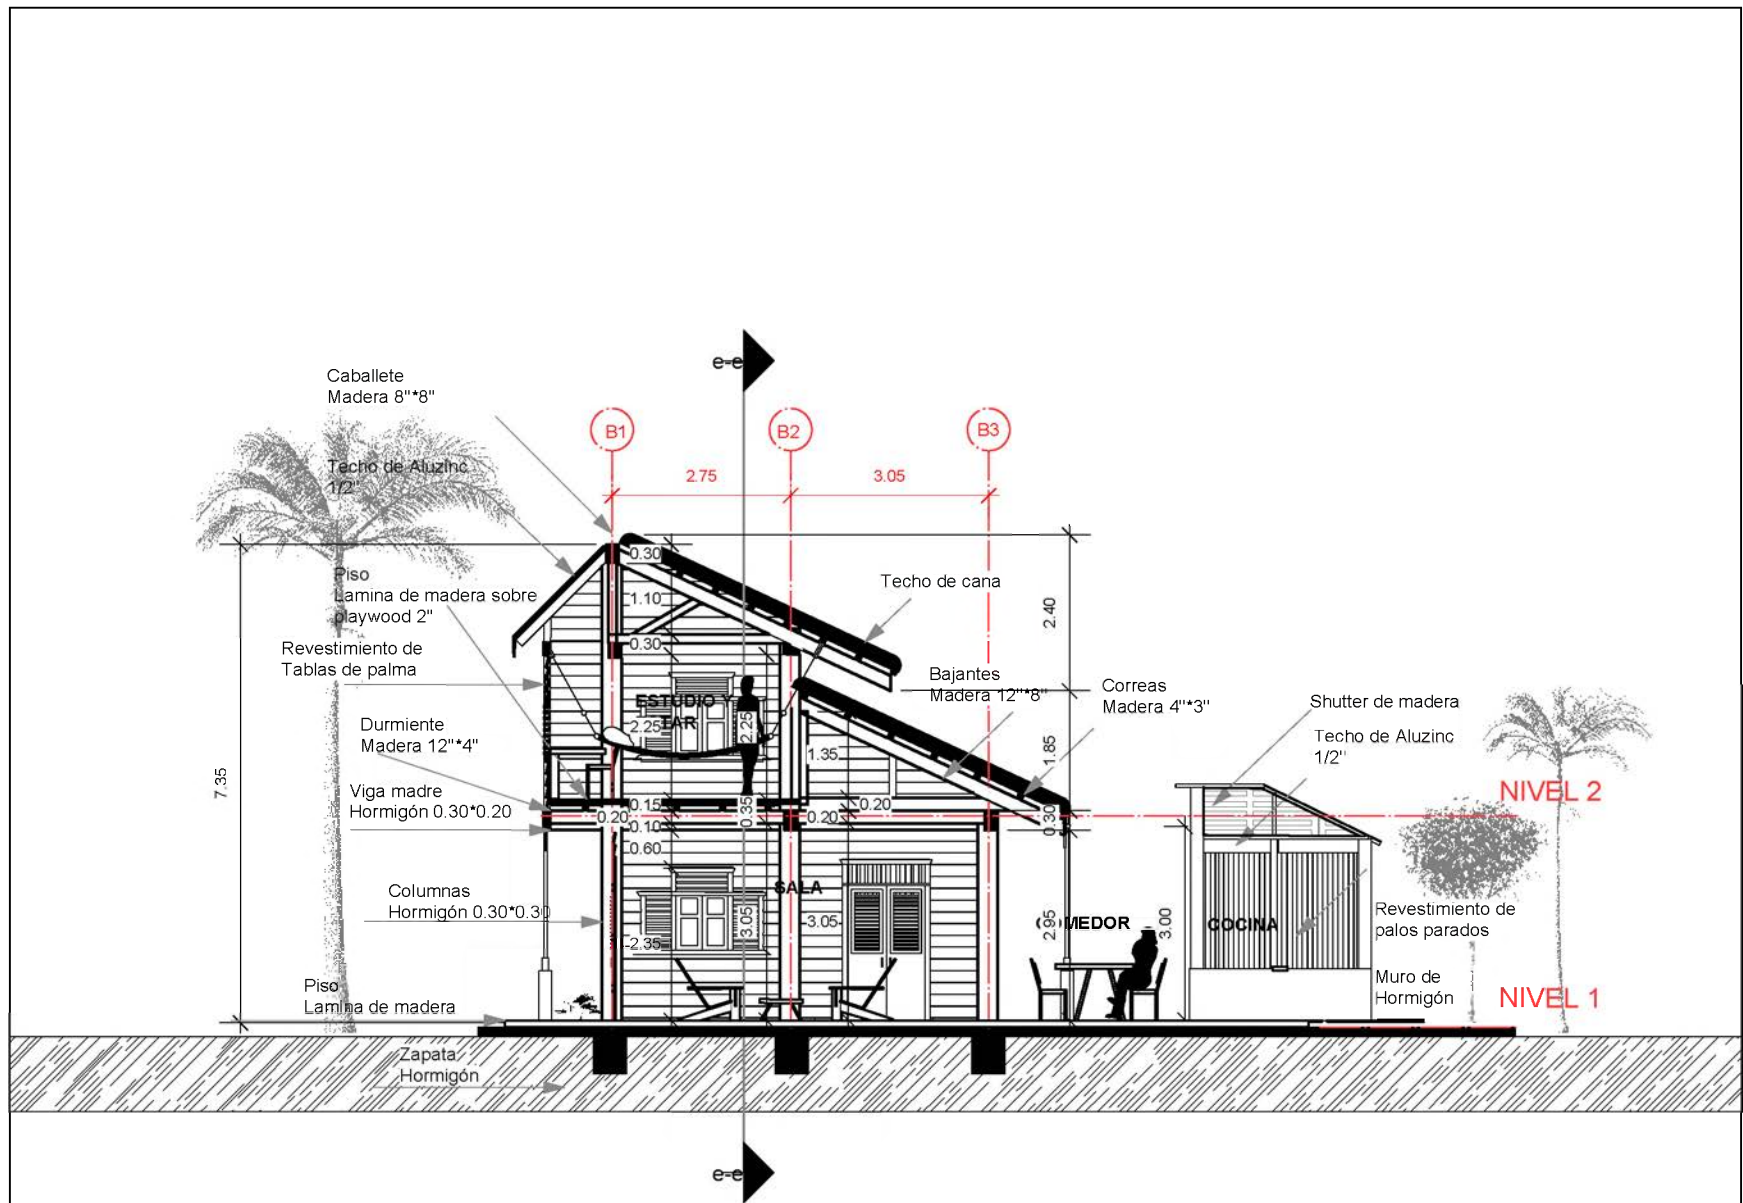 e-e
Caballete
Madera 8"*8"
B1
B2
B3
Techo de Aluzinc
1/2"
2.75
3.05
0.30
Piso
Lamina de madera sobre
playwood 2"
1.10
Techo de cana
2.40
0.30
Revestimiento de
Tablas de palma
Bajantes
Madera 12"*8"
Correas
Madera 4"*3"
ESTUDIO Y
TAR
2.25
2.25
Shutter de madera
Durmiente
Madera 12"*4"
Techo de Aluzinc
1/2"
1.35
1.85
7.35
Viga madre
Hormigón 0.30*0.20
0.15
0.35
0.20
NIVEL 2
0.20
0.20
0.30
0.10
0.60
Columnas
Hormigón 0.30*0.30
SALA
3.05
3.05
2.35
2.95
MEDOR
3.00
COCINA
Revestimiento de
palos parados
Piso
Lamina de madera
Muro de
Hormigón
NIVEL 1
Zapata
Hormigón
e-e